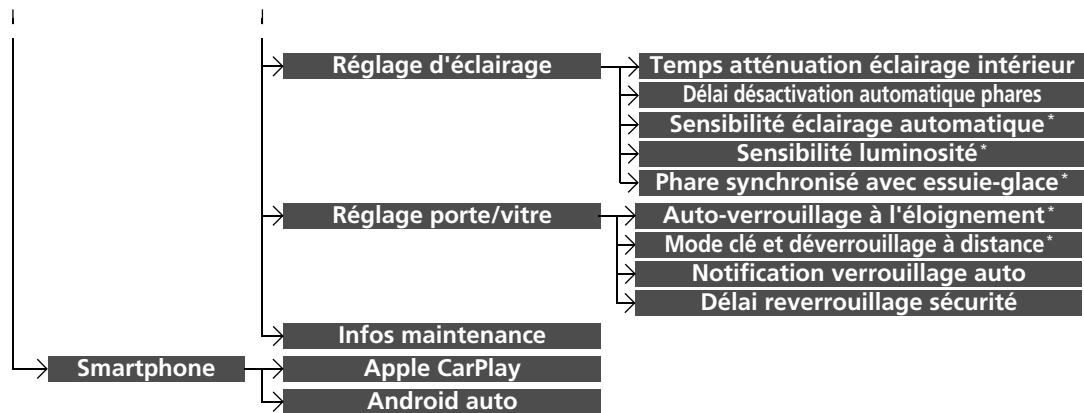 Réglage d'éclairage
Temps atténuation éclairage intérieur
Délai désactivation automatique phares
Sensibilité éclairage automatique*
Sensibilité luminosité*
Phare synchronisé avec essuie-glace*
Réglage porte/vitre
Auto-verrouillage à l'éloignement*
Mode clé et déverrouillage à distance*
Notification verrouillage auto
Délai reverrouillage sécurité
Infos maintenance
Smartphone
Apple CarPlay
Android auto